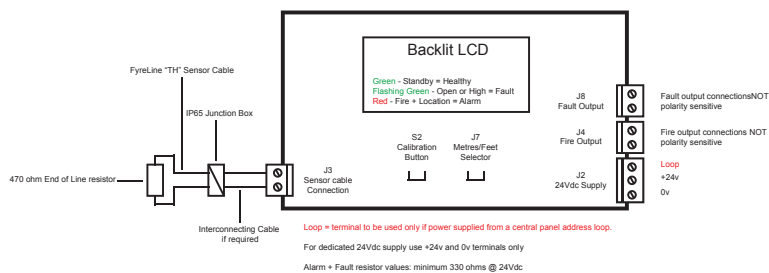 Backlit LCD
Green - Standby = Healthy
Flashing Green - Open or High = Fault
Red - Fire + Location = Alarm
FyreLine “TH” Sensor Cable
IP65 Junction Box
470 ohm End of Line resistor
Interconnecting Cable
if required
J3
Sensor cable
Connection
S2
Calibration
Button
J7
Metres/Feet
Selector
J8
Fault Output
Fault output connectionsNOT
polarity sensitive
J4
Fire Output
Fire output connections NOT
polarity sensitive
J2
24Vdc Supply
Loop
+24v
0v
Loop = terminal to be used only if power supplied from a central panel address loop.
For dedicated 24Vdc supply use +24v and 0v terminals only
Alarm + Fault resistor values: minimum 330 ohms @ 24Vdc